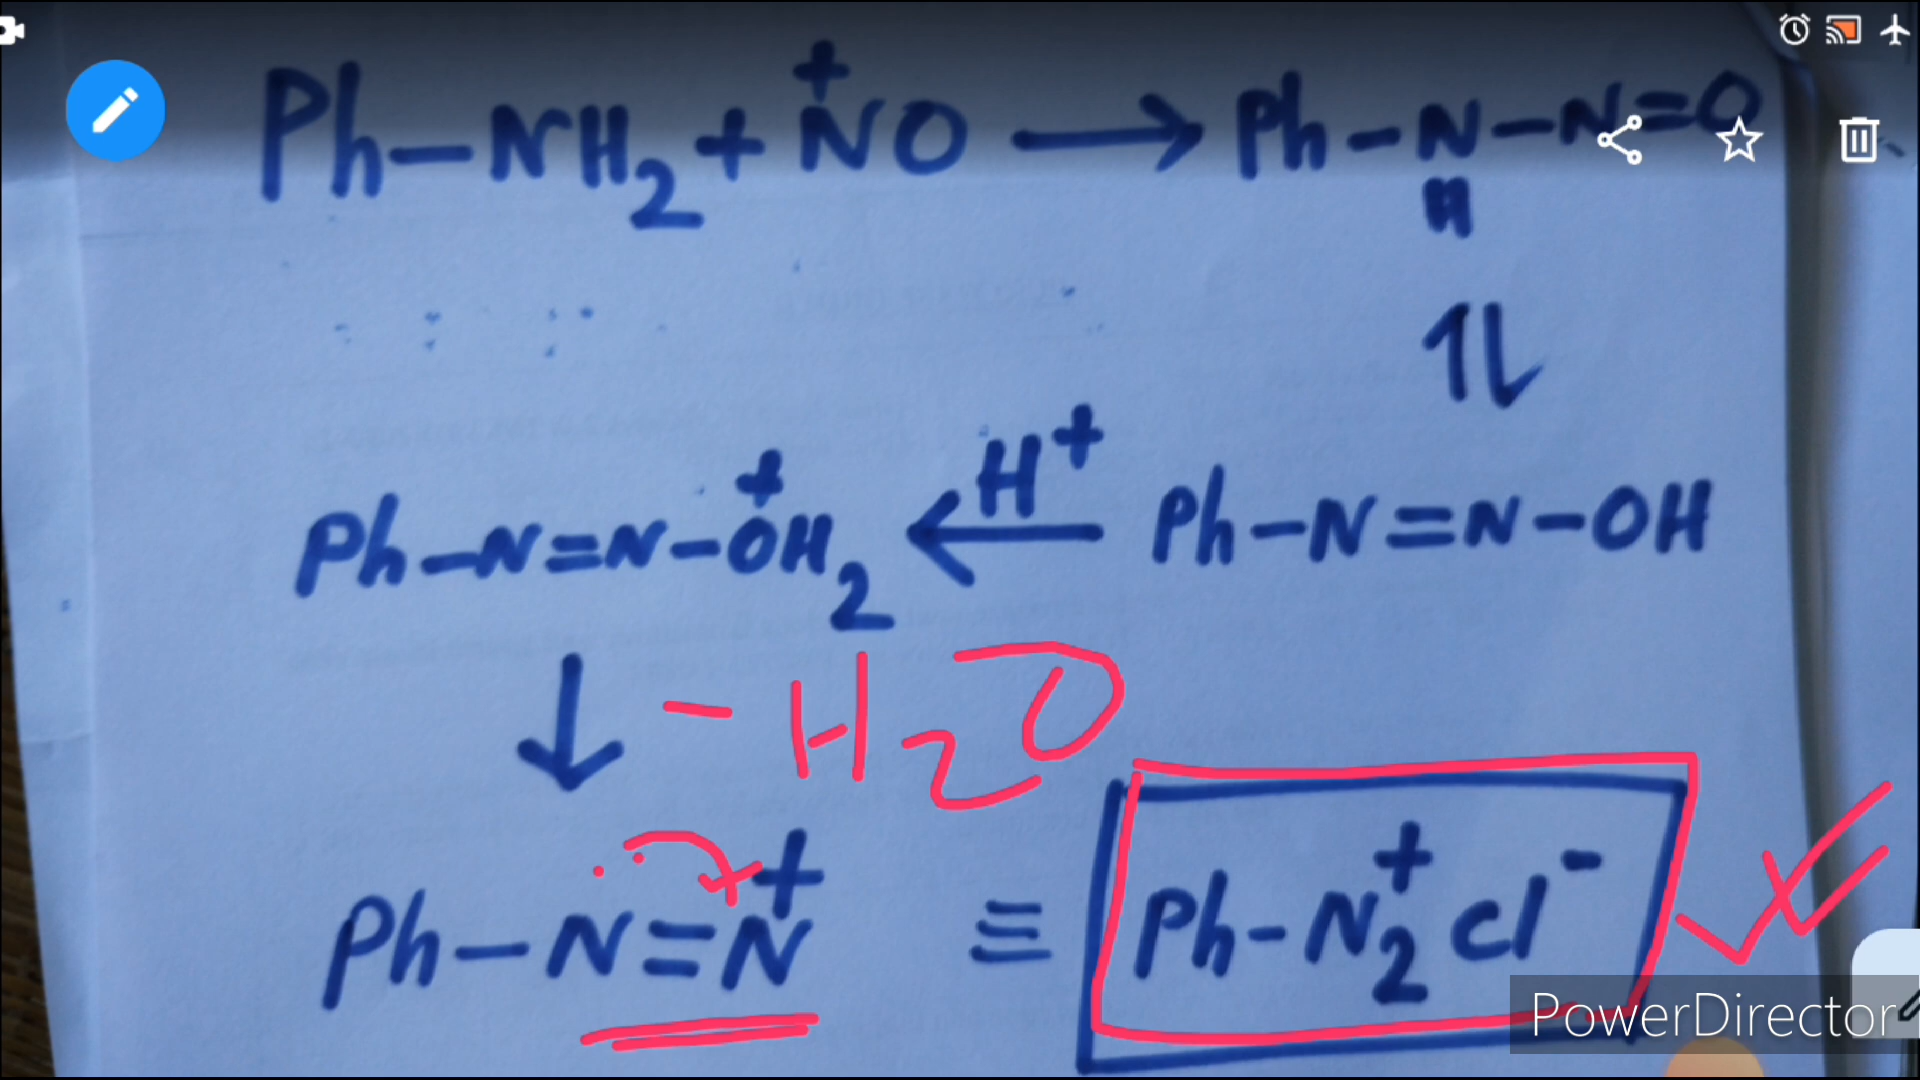 Ph-NH₂ + N⁺O → Ph-N-N=O
H
⇌
Ph-N=N-O⁺H₂ ← H⁺ Ph-N=N-OH
↓ - H₂O
Ph-N=N⁺ ≡ Ph-N₂⁺Cl⁻
PowerDirector